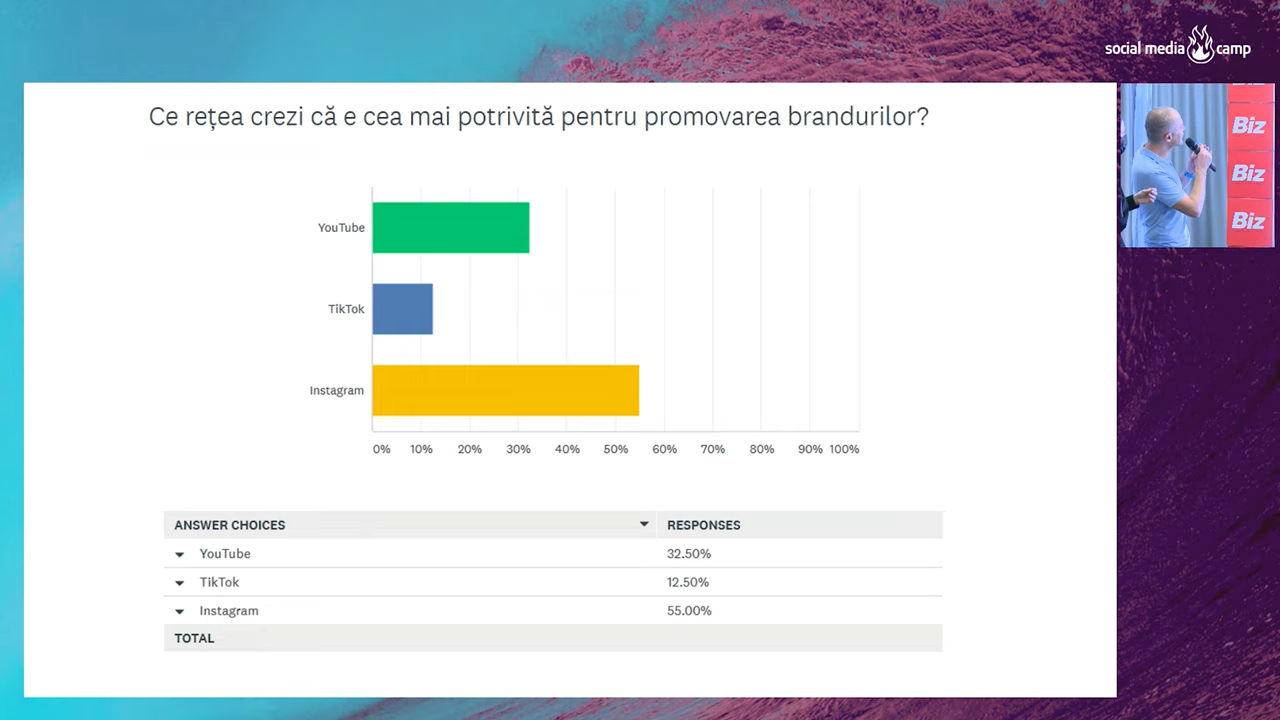 social media camp
Ce rețea crezi că e cea mai potrivită pentru promovarea brandurilor?
Biz
Biz
Biz
YouTube
TikTok
Instagram
0% 10% 20% 30% 40% 50% 60% 70% 80% 90% 100%
ANSWER CHOICES RESPONSES
YouTube 32.50%
TikTok 12.50%
Instagram 55.00%
TOTAL